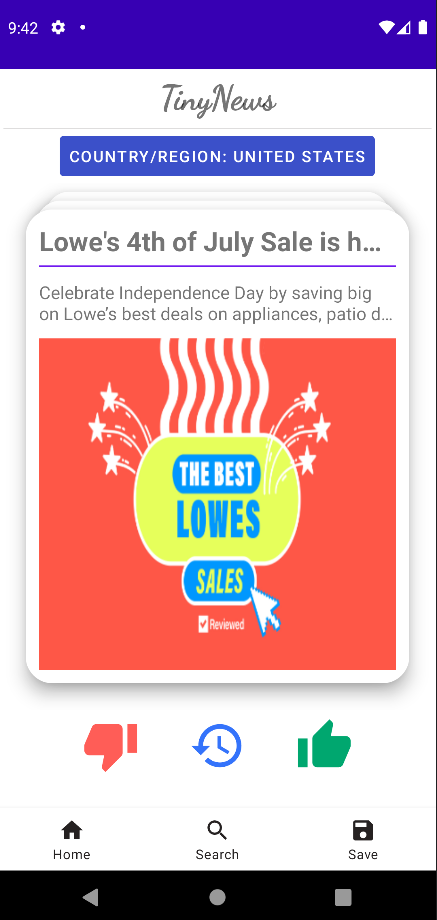 9:42
TinyNews
COUNTRY/REGION: UNITED STATES
Lowe's 4th of July Sale is h...
Celebrate Independence Day by saving big
on Lowe’s best deals on appliances, patio d...
THE BEST
LOWES
SALES
Reviewed
Home
Search
Save